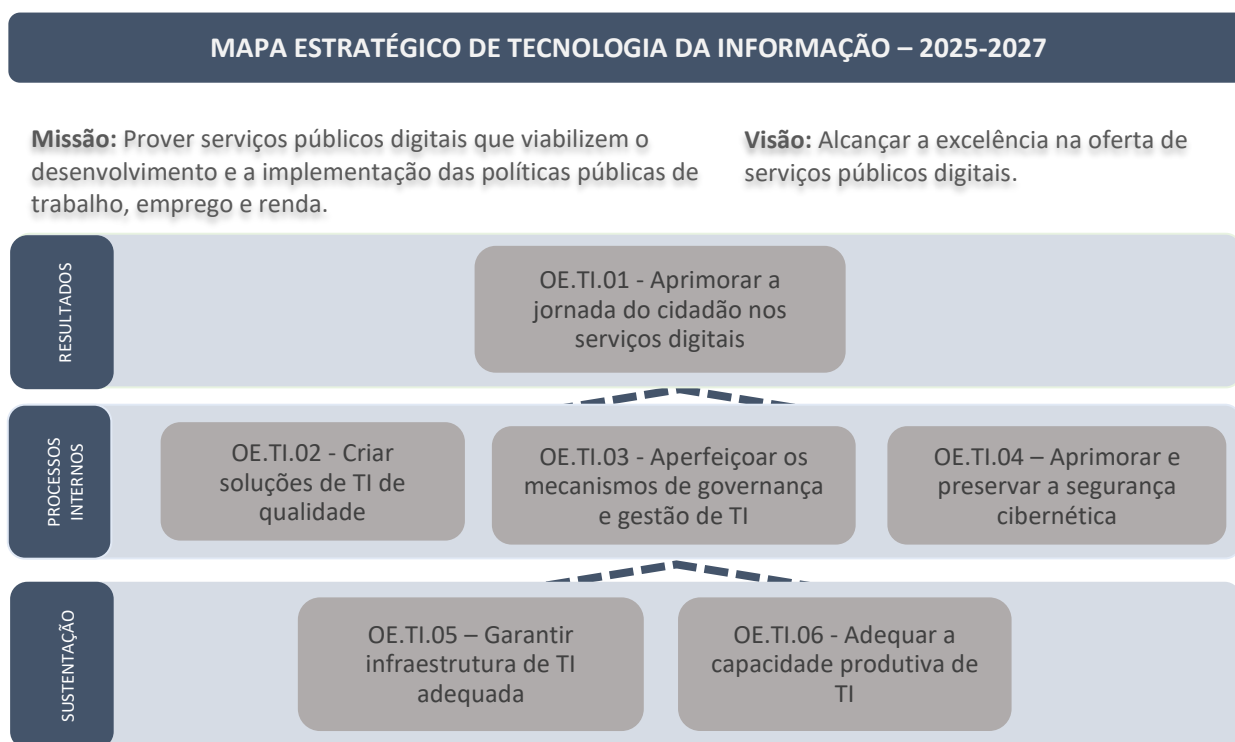 MAPA ESTRATÉGICO DE TECNOLOGIA DA INFORMAÇÃO – 2025-2027
Missão: Prover serviços públicos digitais que viabilizem o
desenvolvimento e a implementação das políticas públicas de
trabalho, emprego e renda.
Visão: Alcançar a excelência na oferta de
serviços públicos digitais.
RESULTADOS
OE.TI.01 - Aprimorar a
jornada do cidadão nos
serviços digitais
PROCESSOS
INTERNOS
OE.TI.02 - Criar
soluções de TI de
qualidade
OE.TI.03 - Aperfeiçoar os
mecanismos de governança
e gestão de TI
OE.TI.04 – Aprimorar e
preservar a segurança
cibernética
SUSTENTAÇÃO
OE.TI.05 – Garantir
infraestrutura de TI
adequada
OE.TI.06 - Adequar a
capacidade produtiva de
TI